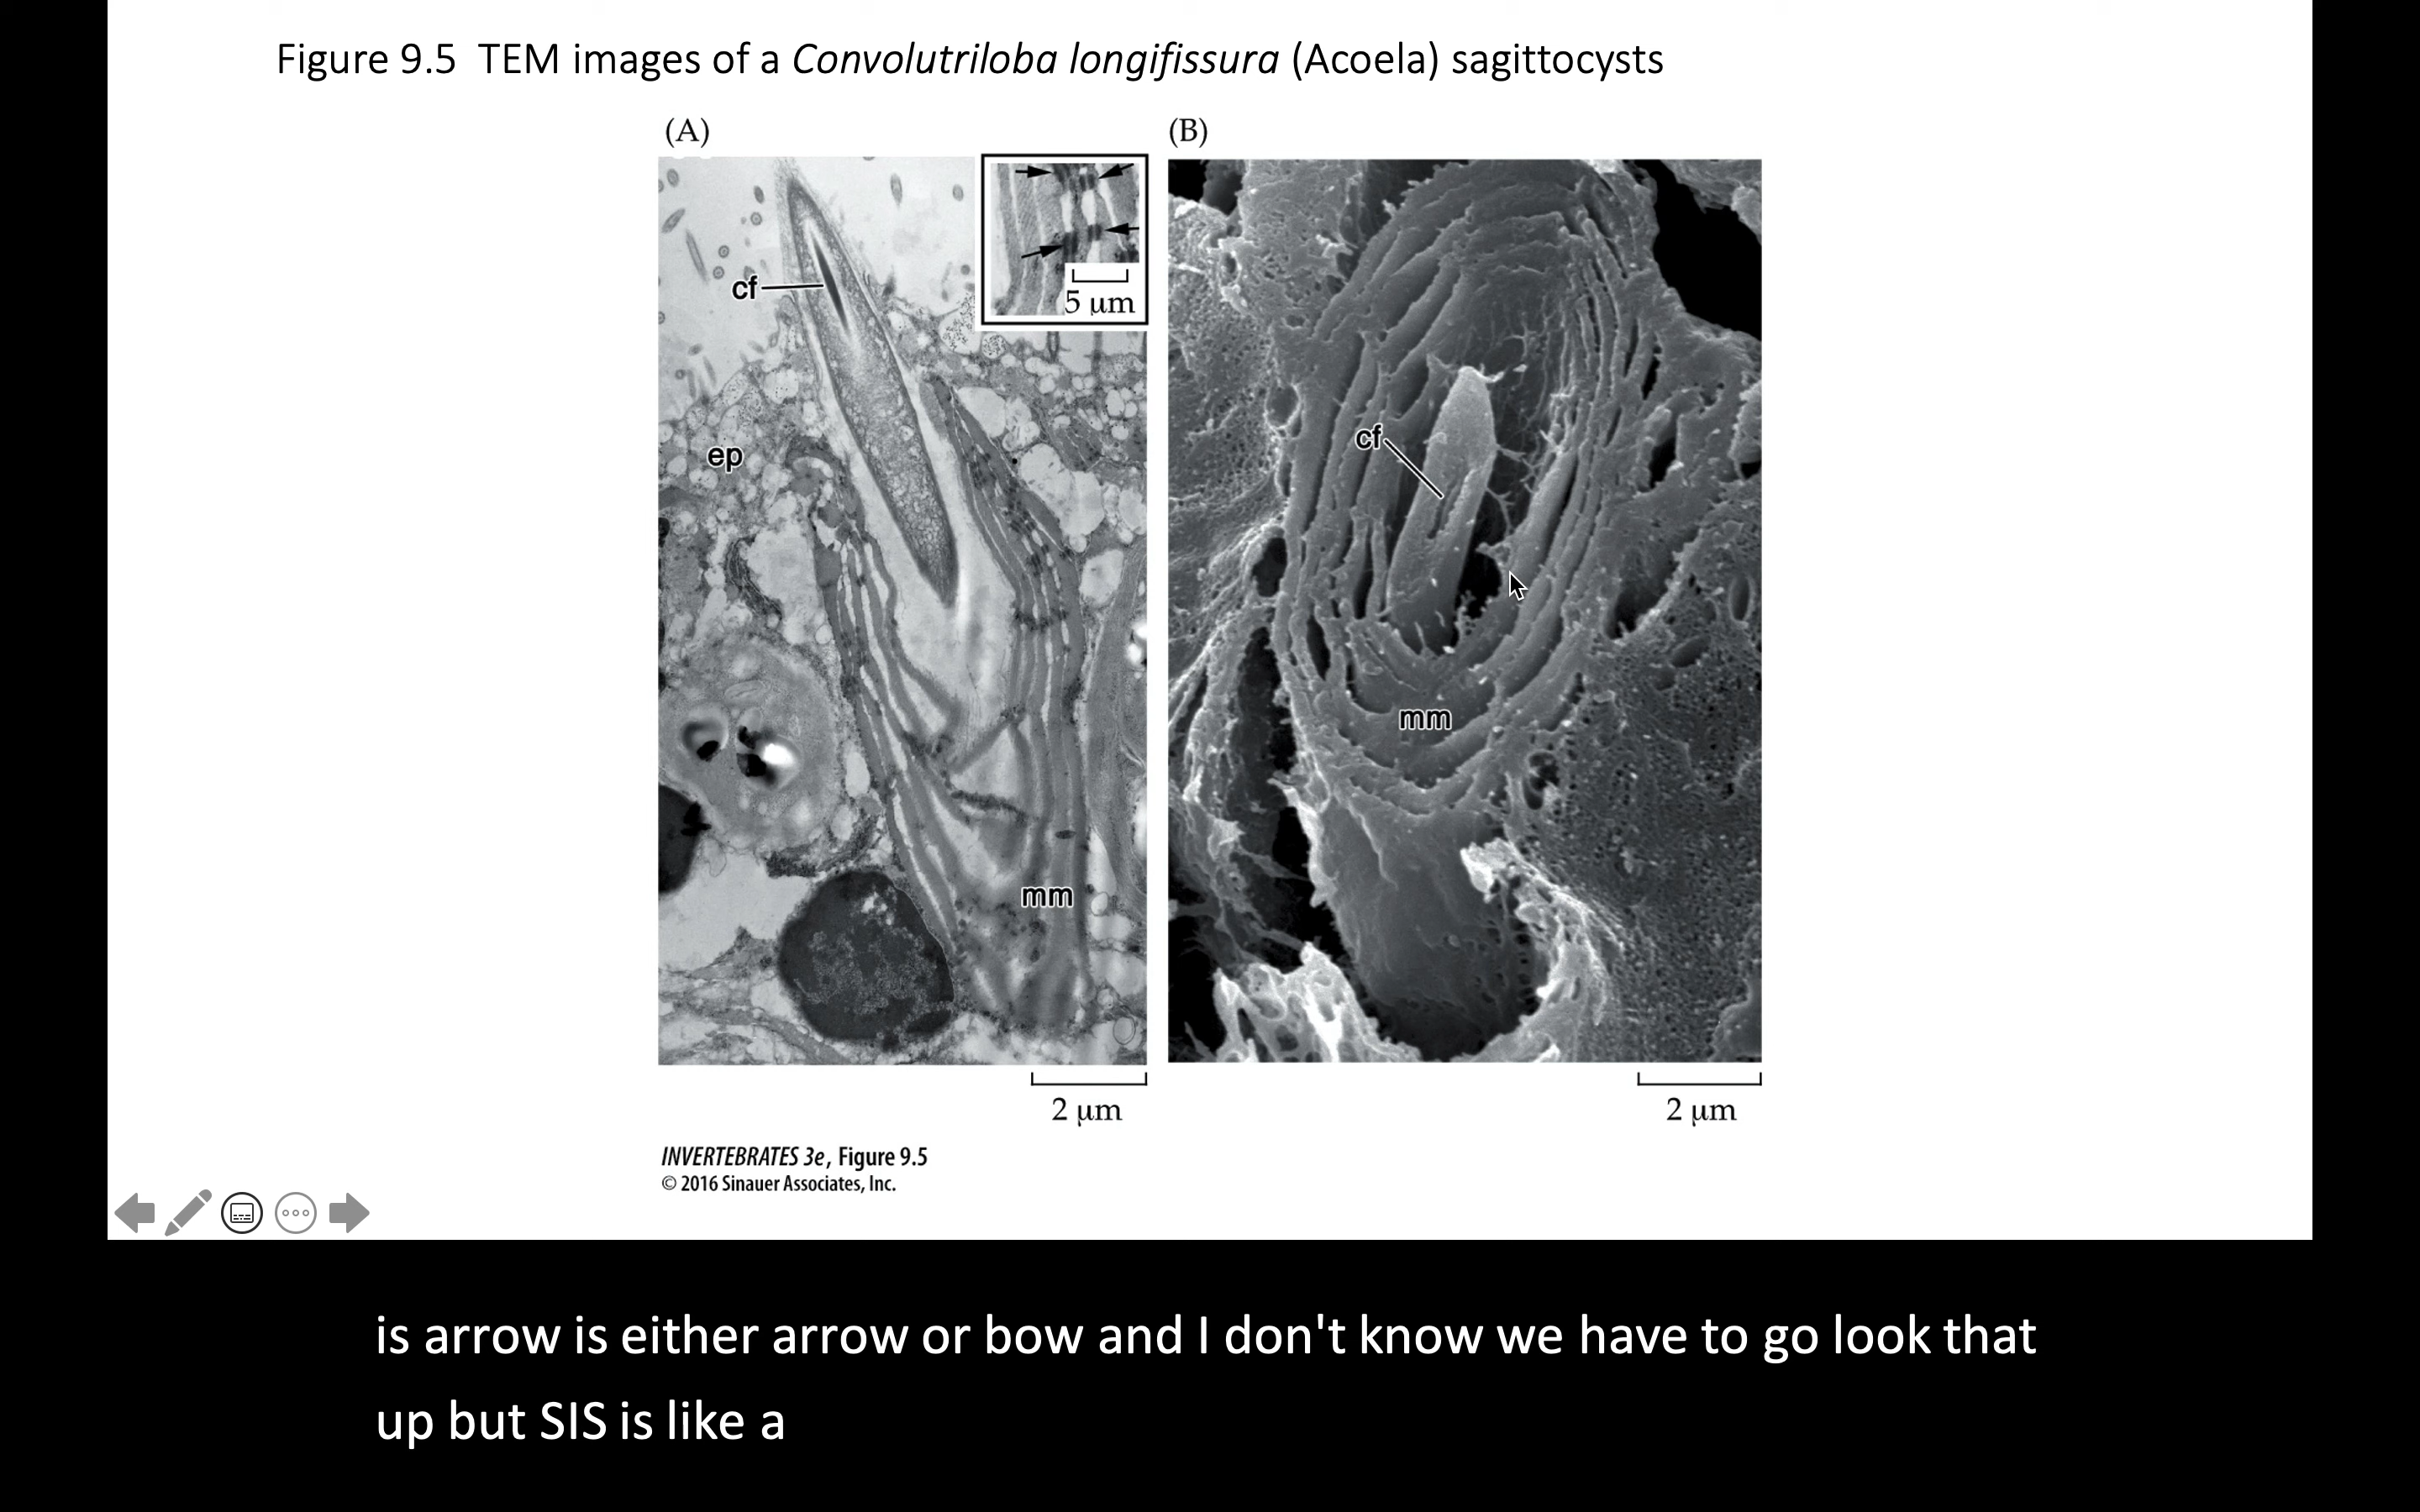 Figure 9.5 TEM images of a Convolutriloba longifissura (Acoela) sagittocysts
(A)
(B)
5 µm
cf
ep
mm
cf
mm
2 µm
2 µm
INVERTEBRATES 3e, Figure 9.5
© 2016 Sinauer Associates, Inc.
is arrow is either arrow or bow and I don't know we have to go look that
up but SIS is like a